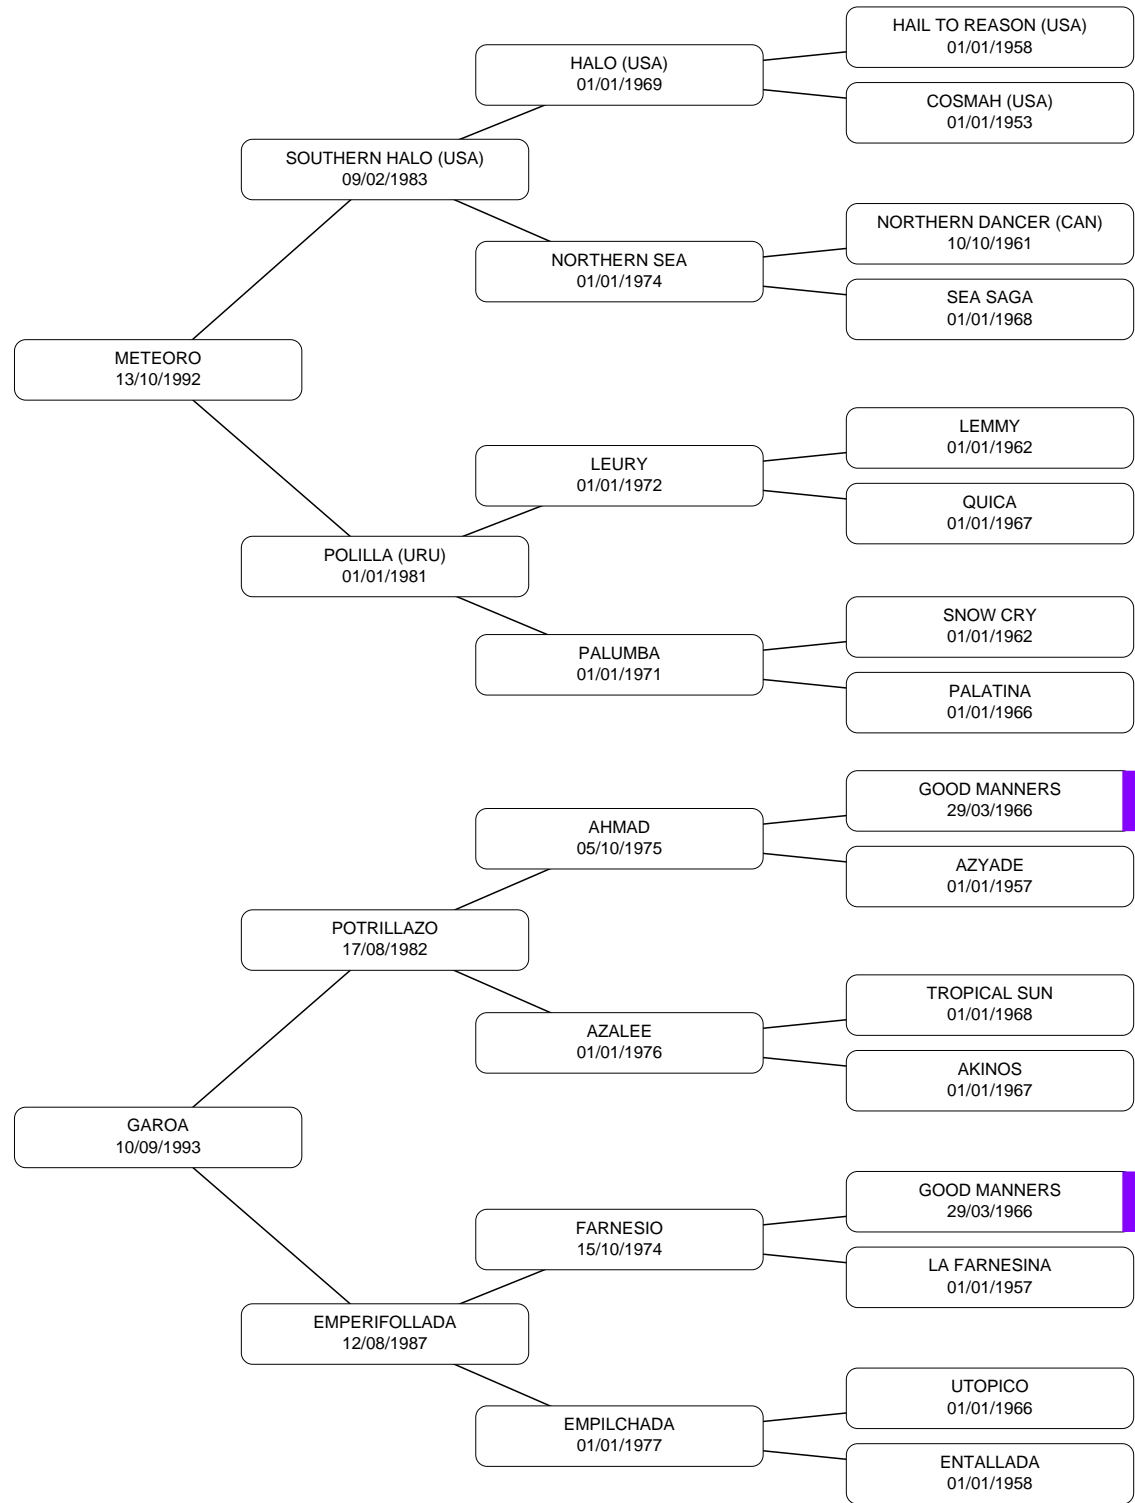 HAIL TO REASON (USA)
01/01/1958
HALO (USA)
01/01/1969
COSMAH (USA)
01/01/1953
SOUTHERN HALO (USA)
09/02/1983
NORTHERN DANCER (CAN)
10/10/1961
NORTHERN SEA
01/01/1974
SEA SAGA
01/01/1968
METEORO
13/10/1992
LEMMY
01/01/1962
LEURY
01/01/1972
QUICA
01/01/1967
POLILLA (URU)
01/01/1981
SNOW CRY
01/01/1962
PALUMBA
01/01/1971
PALATINA
01/01/1966
GOOD MANNERS
29/03/1966
AHMAD
05/10/1975
AZYADE
01/01/1957
POTRILLAZO
17/08/1982
TROPICAL SUN
01/01/1968
AZALEE
01/01/1976
AKINOS
01/01/1967
GAROA
10/09/1993
GOOD MANNERS
29/03/1966
FARNESIO
15/10/1974
LA FARNESINA
01/01/1957
EMPERIFOLLADA
12/08/1987
UTOPICO
01/01/1966
EMPILCHADA
01/01/1977
ENTALLADA
01/01/1958